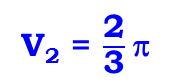 V₂ = 2/3 π